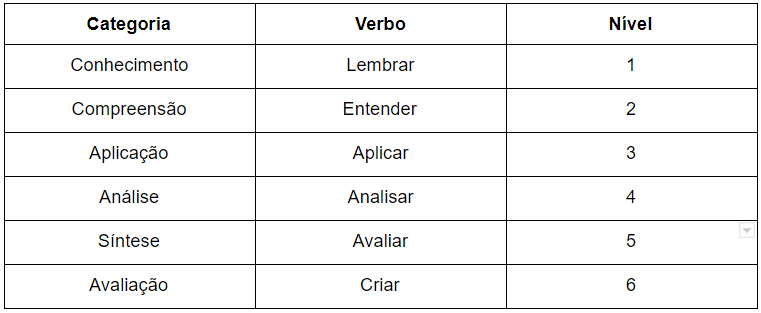 Categoria Verbo Nível
Conhecimento Lembrar 1
Compreensão Entender 2
Aplicação Aplicar 3
Análise Analisar 4
Síntese Avaliar 5
Avaliação Criar 6